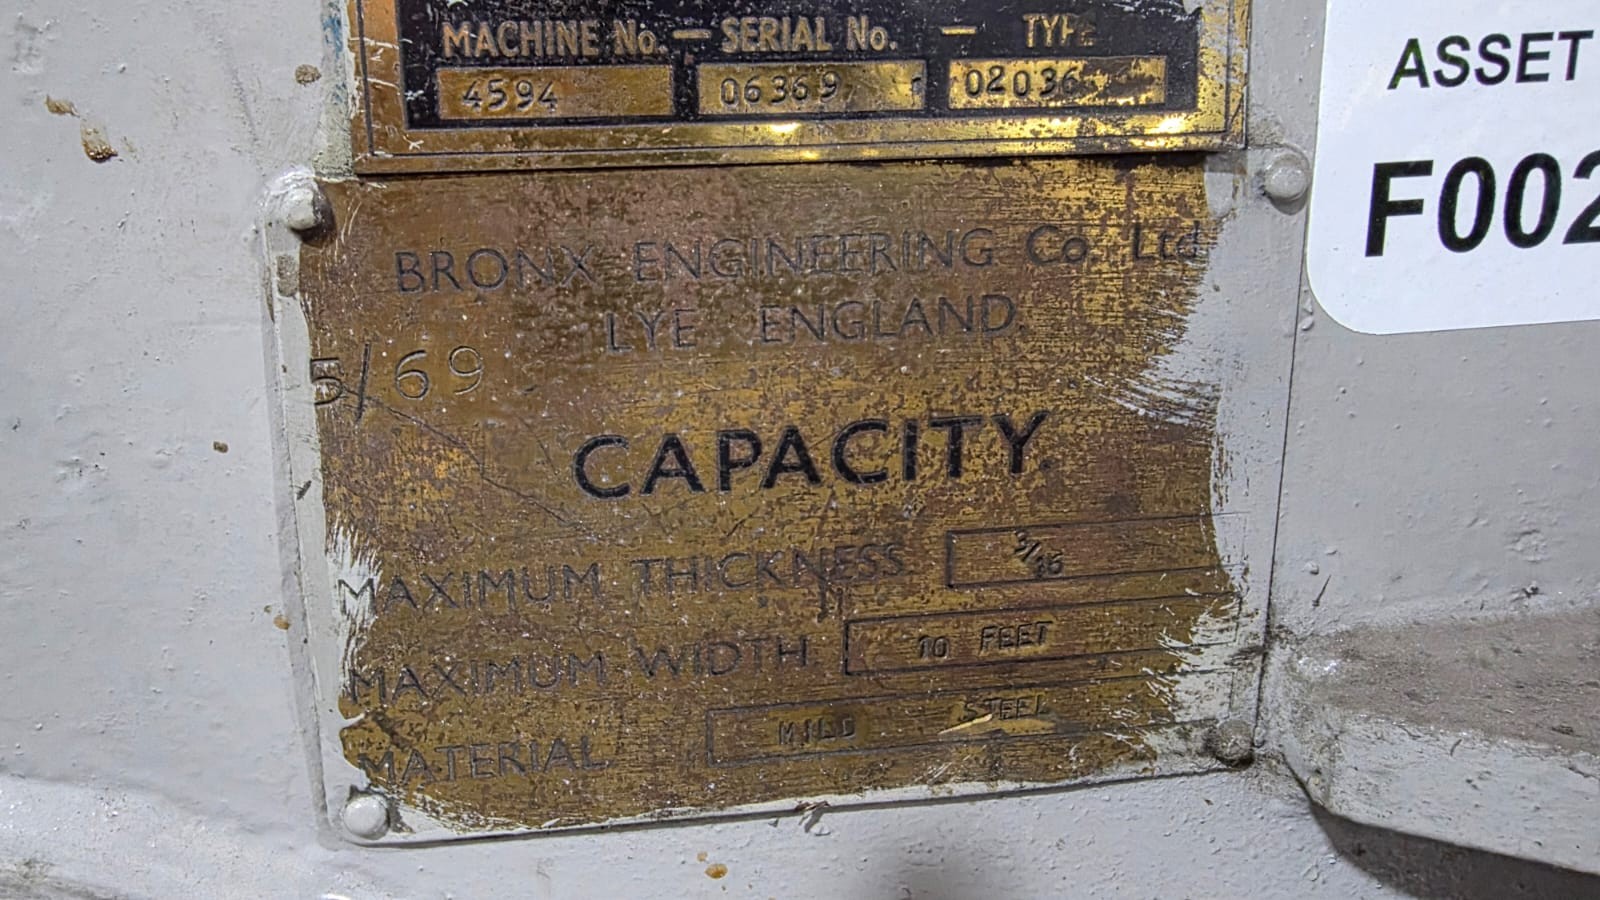 MACHINE No. — SERIAL No. — TYPE
4594 06369 02036
ASSET
F002
BRONX ENGINEERING Co. Ltd
LYE. ENGLAND.
5/69
CAPACITY.
MAXIMUM THICKNESS 3/16
MAXIMUM WIDTH 10 FEET
MATERIAL MILD STEEL